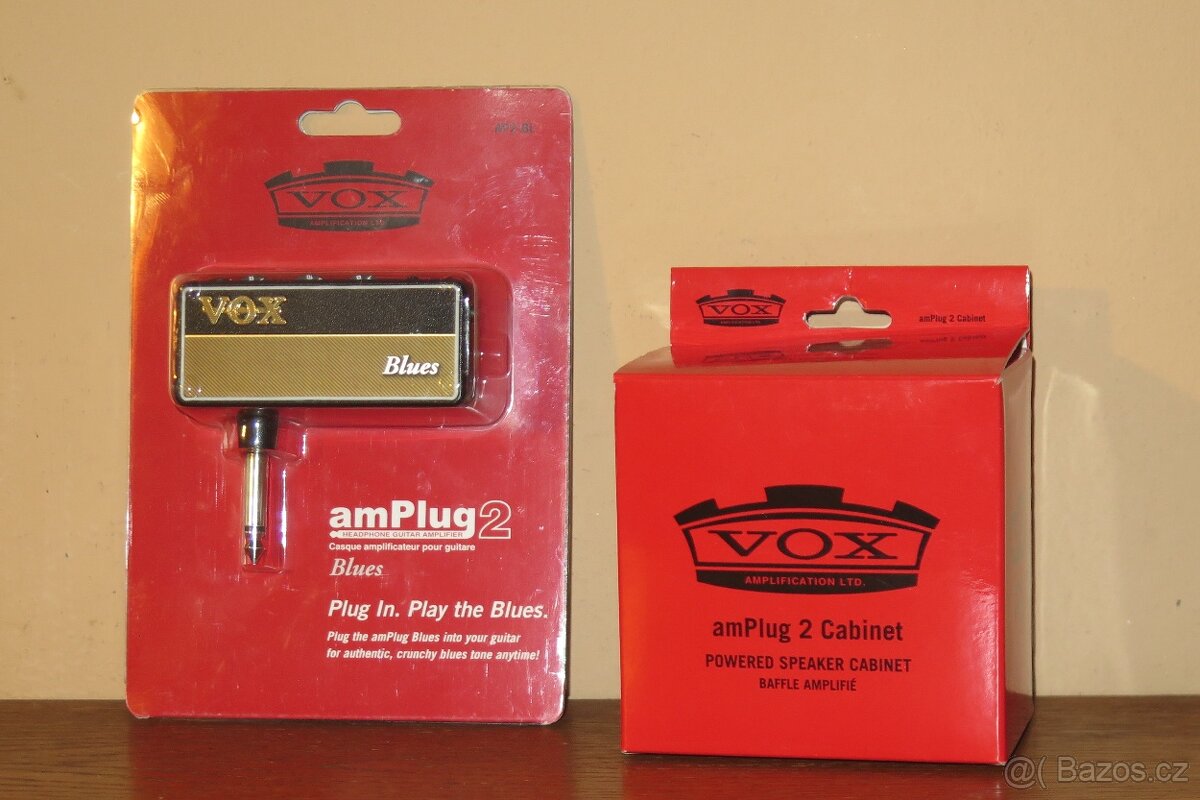 AP2-BL
VOX
AMPLIFICATION LTD.
VOX
Blues
amPlug2
HEADPHONE GUITAR AMPLIFIER
Casque amplificateur pour guitare
Blues
Plug In. Play the Blues.
Plug the amPlug Blues into your guitar
for authentic, crunchy blues tone anytime!
VOX
AMPLIFICATION LTD.
amPlug 2 Cabinet
VOX
AMPLIFICATION LTD.
amPlug 2 Cabinet
POWERED SPEAKER CABINET
BAFFLE AMPLIFIÉ
@( Bazos.cz